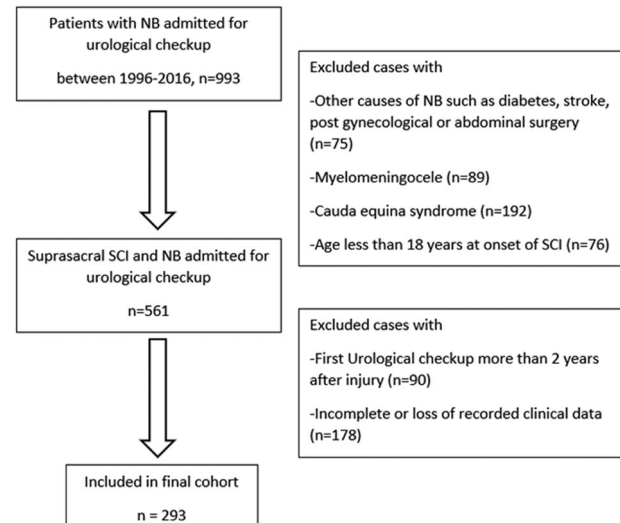 Patients with NB admitted for
urological checkup
between 1996-2016, n=993
Excluded cases with
-Other causes of NB such as diabetes, stroke,
post gynecological or abdominal surgery
(n=75)
-Myelomeningocele (n=89)
-Cauda equina syndrome (n=192)
-Age less than 18 years at onset of SCI (n=76)
Suprasacral SCI and NB admitted for
urological checkup
n=561
Excluded cases with
-First Urological checkup more than 2 years
after injury (n=90)
-Incomplete or loss of recorded clinical data
(n=178)
Included in final cohort
n = 293